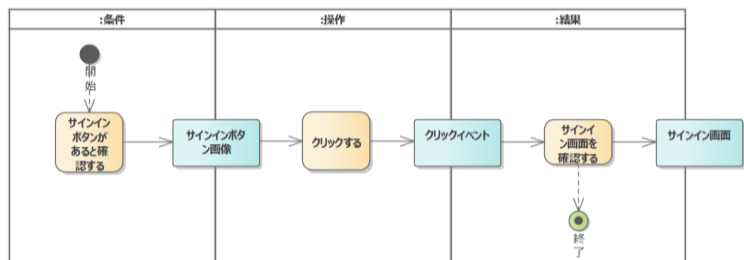 :条件
:操作
:結果
開
始
サインイン
ボタンが
あると確
認する
サインインボタ
ン画像
クリックする
クリックイベント
サインイ
ン画面を
確認する
サインイン画面
終
了